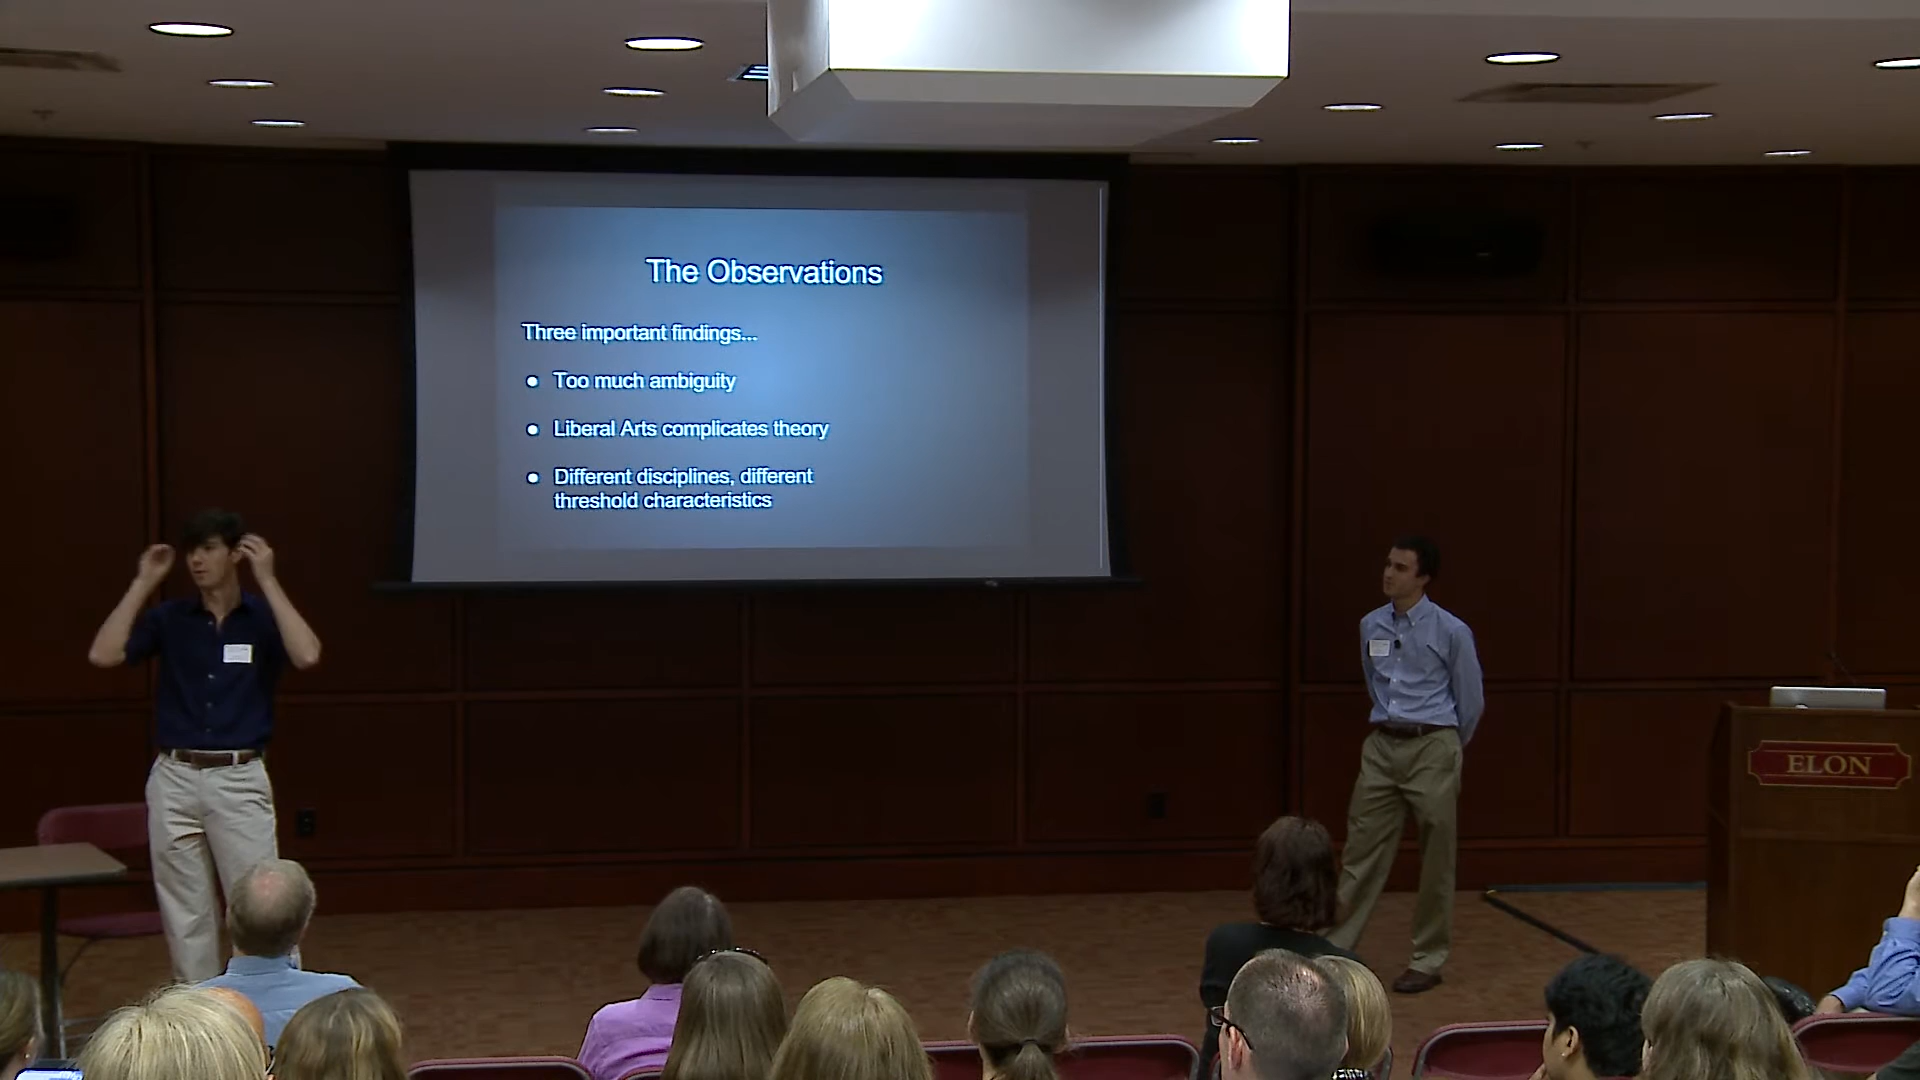 The Observations
Three important findings...
Too much ambiguity
Liberal Arts complicates theory
Different disciplines, different
threshold characteristics
ELON